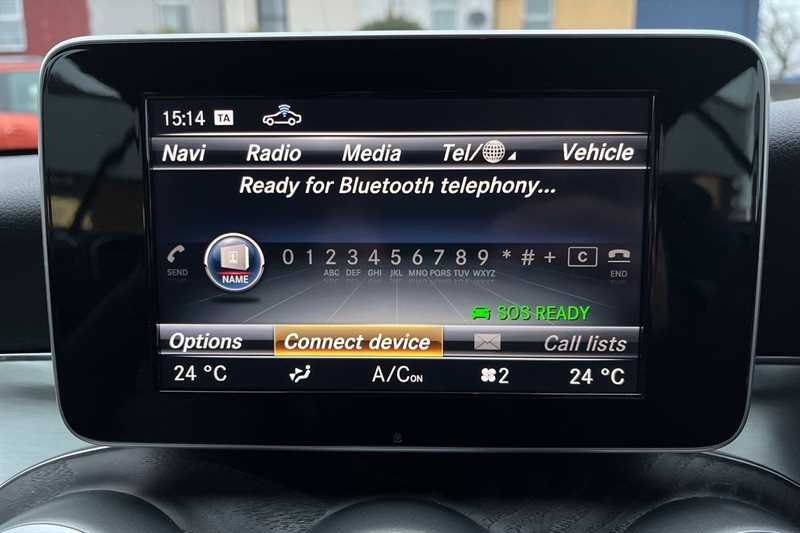 15:14 TA
Navi Radio Media Tel/ Vehicle
Ready for Bluetooth telephony...
0 1 2 3 4 5 6 7 8 9 * # + C
SEND NAME ABC DEF GHI JKL MNO PQRS TUV WXYZ END
SOS READY
Options Connect device Call lists
24 °C A/C ON 2 24 °C